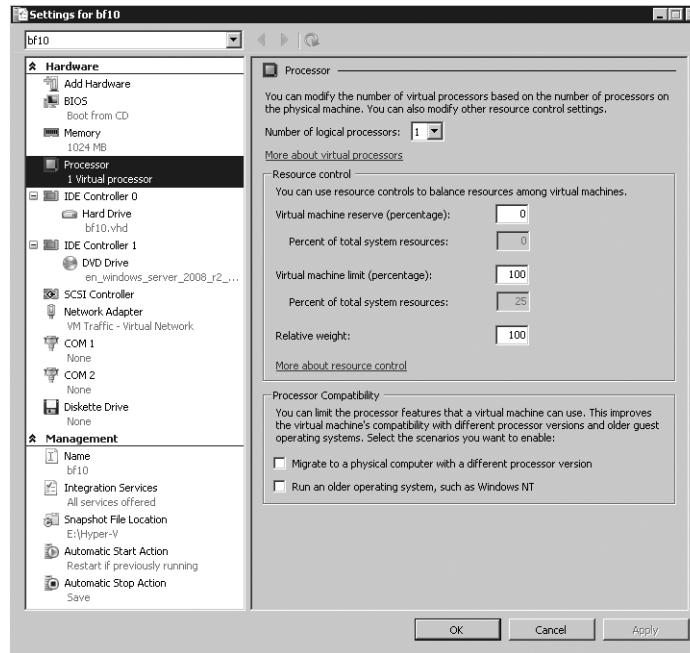 Settings for bf10
bf10
Hardware
Add Hardware
BIOS
Boot from CD
Memory
1024 MB
Processor
1 Virtual processor
IDE Controller 0
Hard Drive
bf10.vhd
IDE Controller 1
DVD Drive
en_windows_server_2008_r2_...
SCSI Controller
Network Adapter
VM Traffic - Virtual Network
COM 1
None
COM 2
None
Diskette Drive
None
Management
Name
bf10
Integration Services
All services offered
Snapshot File Location
E:\Hyper-V
Automatic Start Action
Restart if previously running
Automatic Stop Action
Save
Processor
You can modify the number of virtual processors based on the number of processors on
the physical machine. You can also modify other resource control settings.
Number of logical processors: 1
More about virtual processors
Resource control
You can use resource controls to balance resources among virtual machines.
Virtual machine reserve (percentage): 0
Percent of total system resources: 0
Virtual machine limit (percentage): 100
Percent of total system resources: 25
Relative weight: 100
More about resource control
Processor Compatibility
You can limit the processor features that a virtual machine can use. This improves
the virtual machine's compatibility with different processor versions and older guest
operating systems. Select the scenarios you want to enable:
Migrate to a physical computer with a different processor version
Run an older operating system, such as Windows NT
OK Cancel Apply